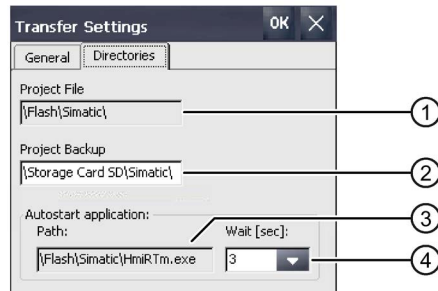 Transfer Settings OK
General Directories
Project File
\Flash\Simatic\
1
Project Backup
\Storage Card SD\Simatic\
2
Autostart application:
3
Path: Wait [sec]:
\Flash\Simatic\HmiRTm.exe 3
4